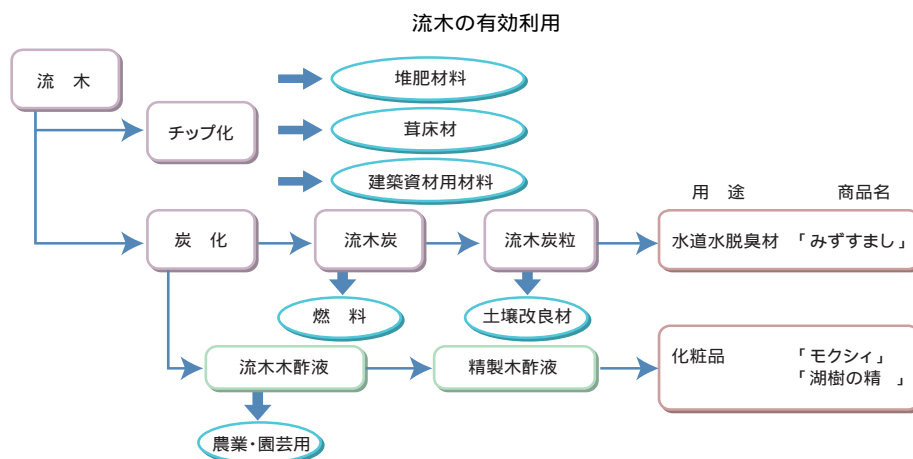 流木の有効利用
流 木
堆肥材料
チップ化
茸床材
建築資材用材料
用 途 商品名
炭 化
流木炭
流木炭粒
水道水脱臭材 「みずすまし」
燃 料
土壌改良材
流木木酢液
精製木酢液
化粧品 「モクシィ」
「湖樹の精 」
農業・園芸用